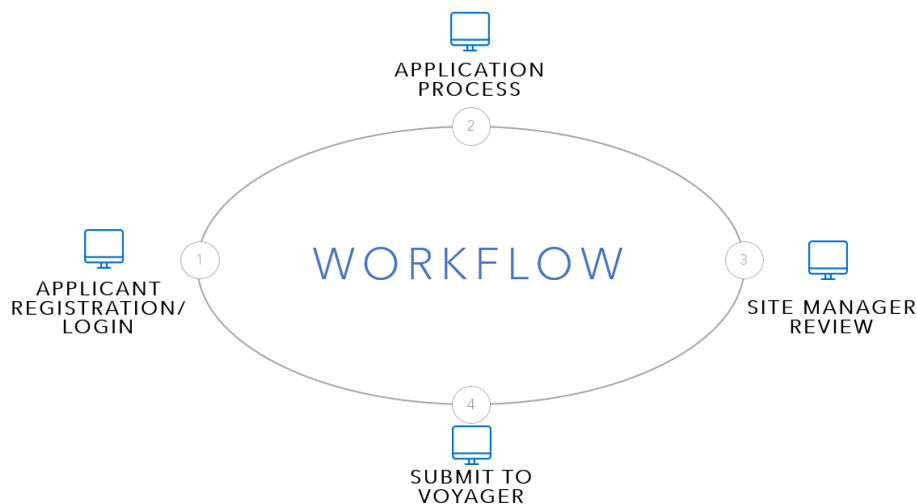 APPLICATION
PROCESS
2
WORKFLOW
1
APPLICANT
REGISTRATION/
LOGIN
3
SITE MANAGER
REVIEW
4
SUBMIT TO
VOYAGER